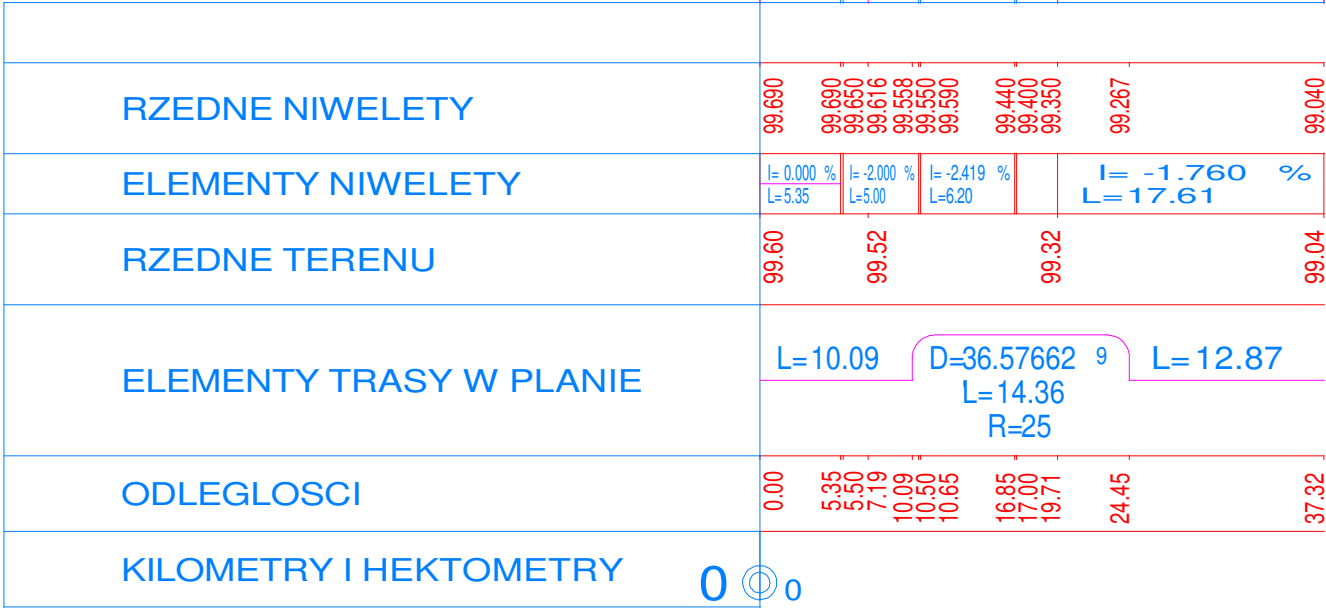 RZEDNE NIWELETY
99.690 99.690 99.650 99.616 99.558 99.550 99.590 99.440 99.400 99.350 99.267 99.040
ELEMENTY NIWELETY
I= 0.000 % I= -2.000 % I= -2.419 % I= -1.760 %
L=5.35 L=5.00 L=6.20 L=17.61
RZEDNE TERENU
99.60 99.52 99.32 99.04
ELEMENTY TRASY W PLANIE
L=10.09 D=36.57662 9 L=12.87
L=14.36
R=25
ODLEGLOSCI
0.00 5.35 5.50 7.19 10.09 10.50 10.65 16.85 17.00 19.71 24.45 37.32
KILOMETRY I HEKTOMETRY
0 0